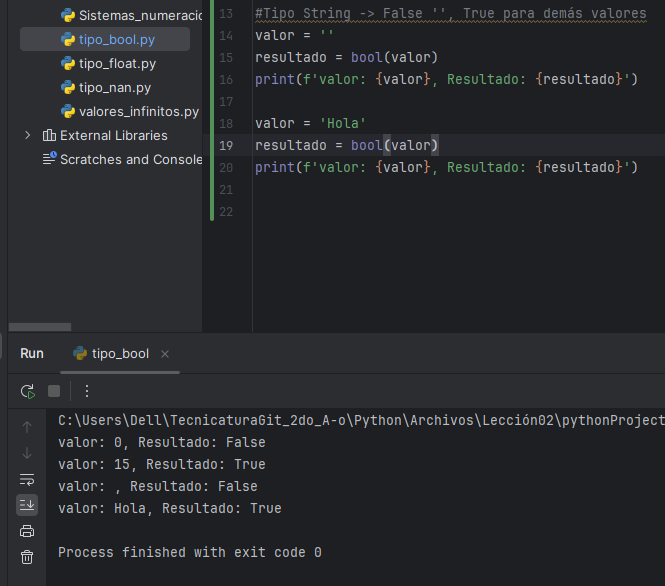 Sistemas_numeracio
tipo_bool.py
tipo_float.py
tipo_nan.py
valores_infinitos.py
External Libraries
Scratches and Console
13 #Tipo String -> False '', True para demás valores
14 valor = ''
15 resultado = bool(valor)
16 print(f'valor: {valor}, Resultado: {resultado}')
17
18 valor = 'Hola'
19 resultado = bool(valor)
20 print(f'valor: {valor}, Resultado: {resultado}')
21
22
Run tipo_bool
C:\Users\Dell\TecnicaturaGit_2do_A-o\Python\Archivos\Lección02\pythonProject
valor: 0, Resultado: False
valor: 15, Resultado: True
valor: , Resultado: False
valor: Hola, Resultado: True
Process finished with exit code 0